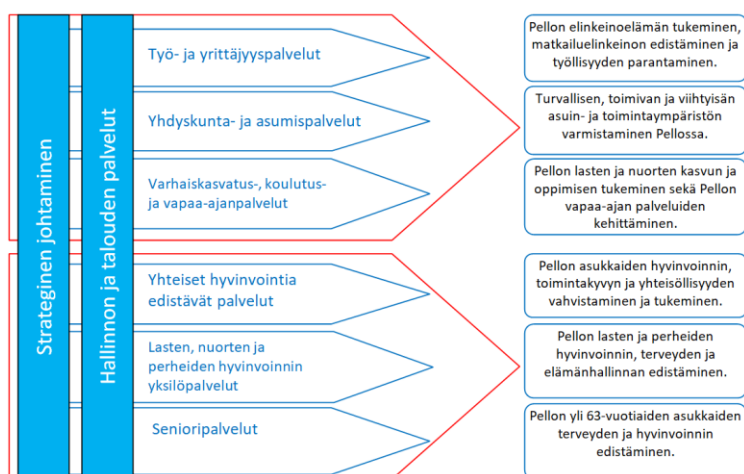 Strateginen johtaminen
Hallinnon ja talouden palvelut
Työ- ja yrittäjyyspalvelut
Pellon elinkeinoelämän tukeminen,
matkailuelinkeinon edistäminen ja
työllisyyden parantaminen.
Yhdyskunta- ja asumispalvelut
Turvallisen, toimivan ja viihtyisän
asuin- ja toimintaympäristön
varmistaminen Pellossa.
Varhaiskasvatus-, koulutus-
ja vapaa-ajanpalvelut
Pellon lasten ja nuorten kasvun ja
oppimisen tukeminen sekä Pellon
vapaa-ajan palveluiden
kehittäminen.
Yhteiset hyvinvointia
edistävät palvelut
Pellon asukkaiden hyvinvoinnin,
toimintakyvyn ja yhteisöllisyyden
vahvistaminen ja tukeminen.
Lasten, nuorten ja
perheiden hyvinvoinnin
yksilöpalvelut
Pellon lasten ja perheiden
hyvinvoinnin, terveyden ja
elämänhallinnan edistäminen.
Senioripalvelut
Pellon yli 63-vuotiaiden asukkaiden
terveyden ja hyvinvoinnin
edistäminen.